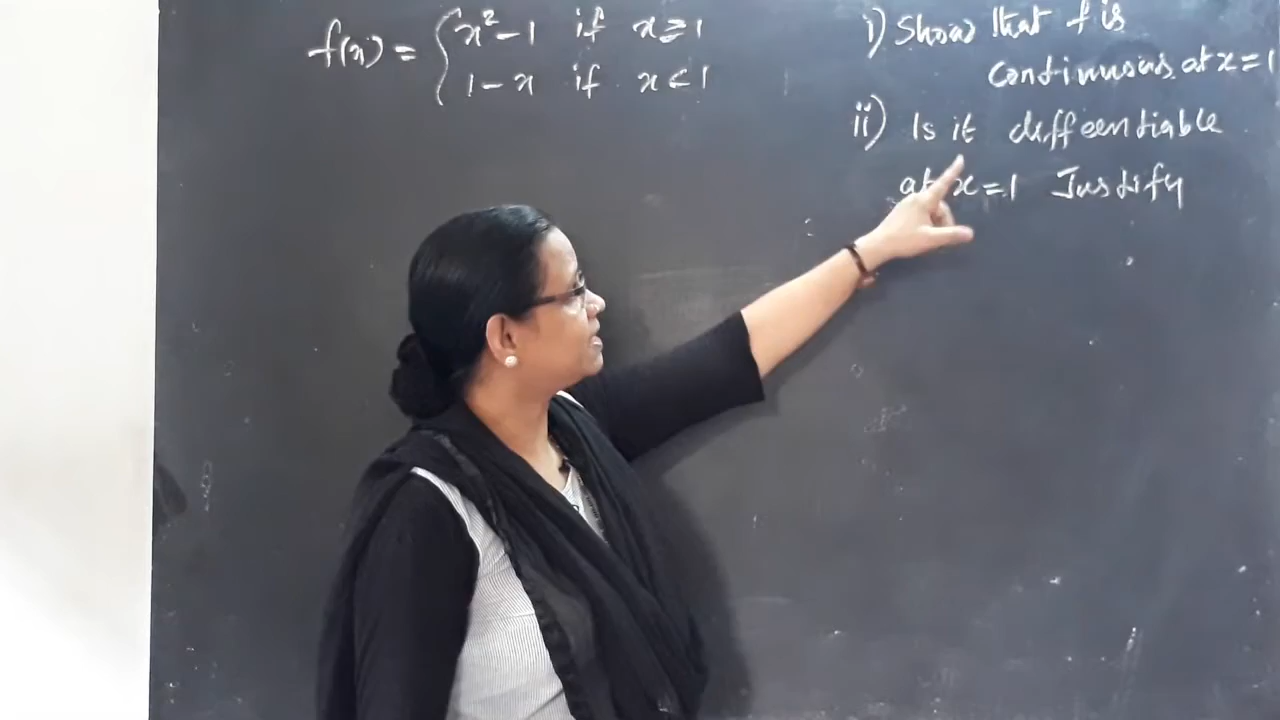 f(x) = { x² - 1 if x ≥ 1
1 - x if x < 1
i) Show that f is
continuous at x = 1
ii) Is it diffeentiable
at x = 1 Justify